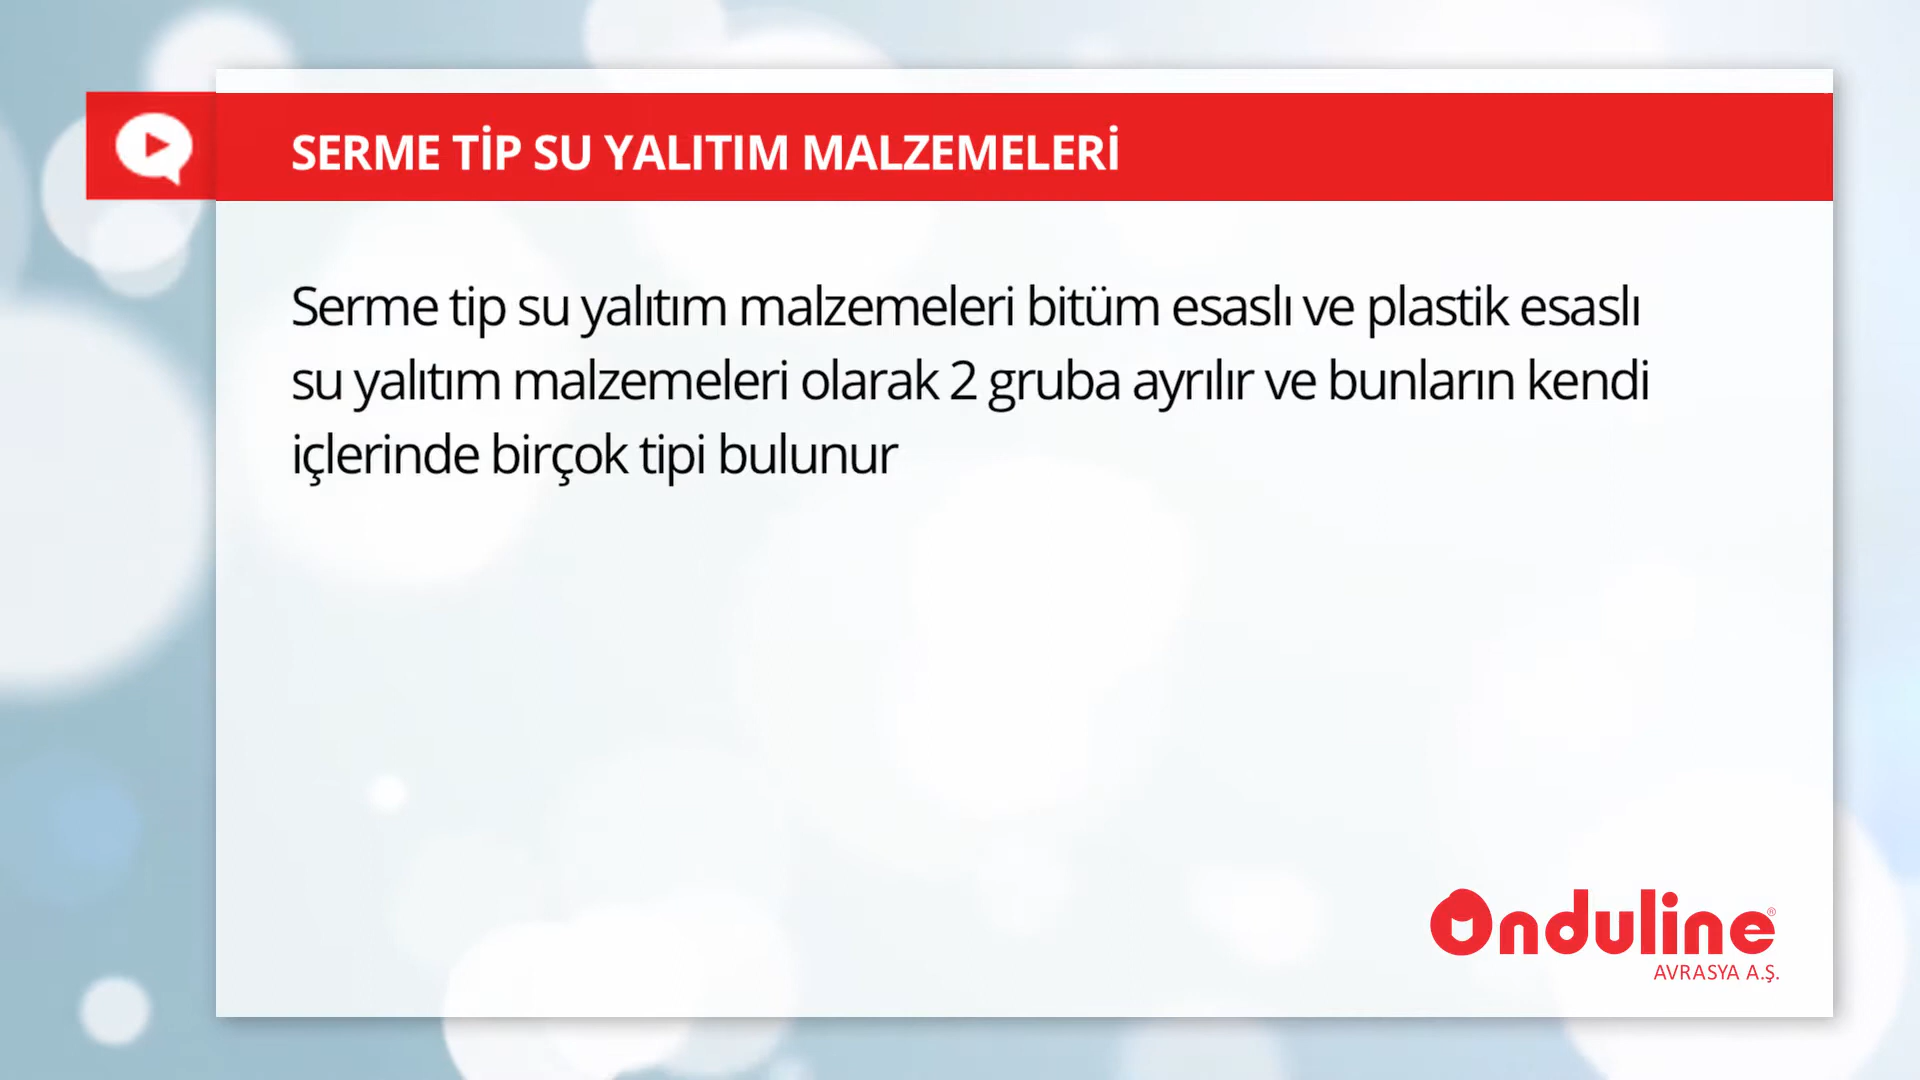 SERME TİP SU YALITIM MALZEMELERİ
Serme tip su yalıtım malzemeleri bitüm esaslı ve plastik esaslı
su yalıtım malzemeleri olarak 2 gruba ayrılır ve bunların kendi
içlerinde birçok tipi bulunur
Onduline®
AVRASYA A.Ş.